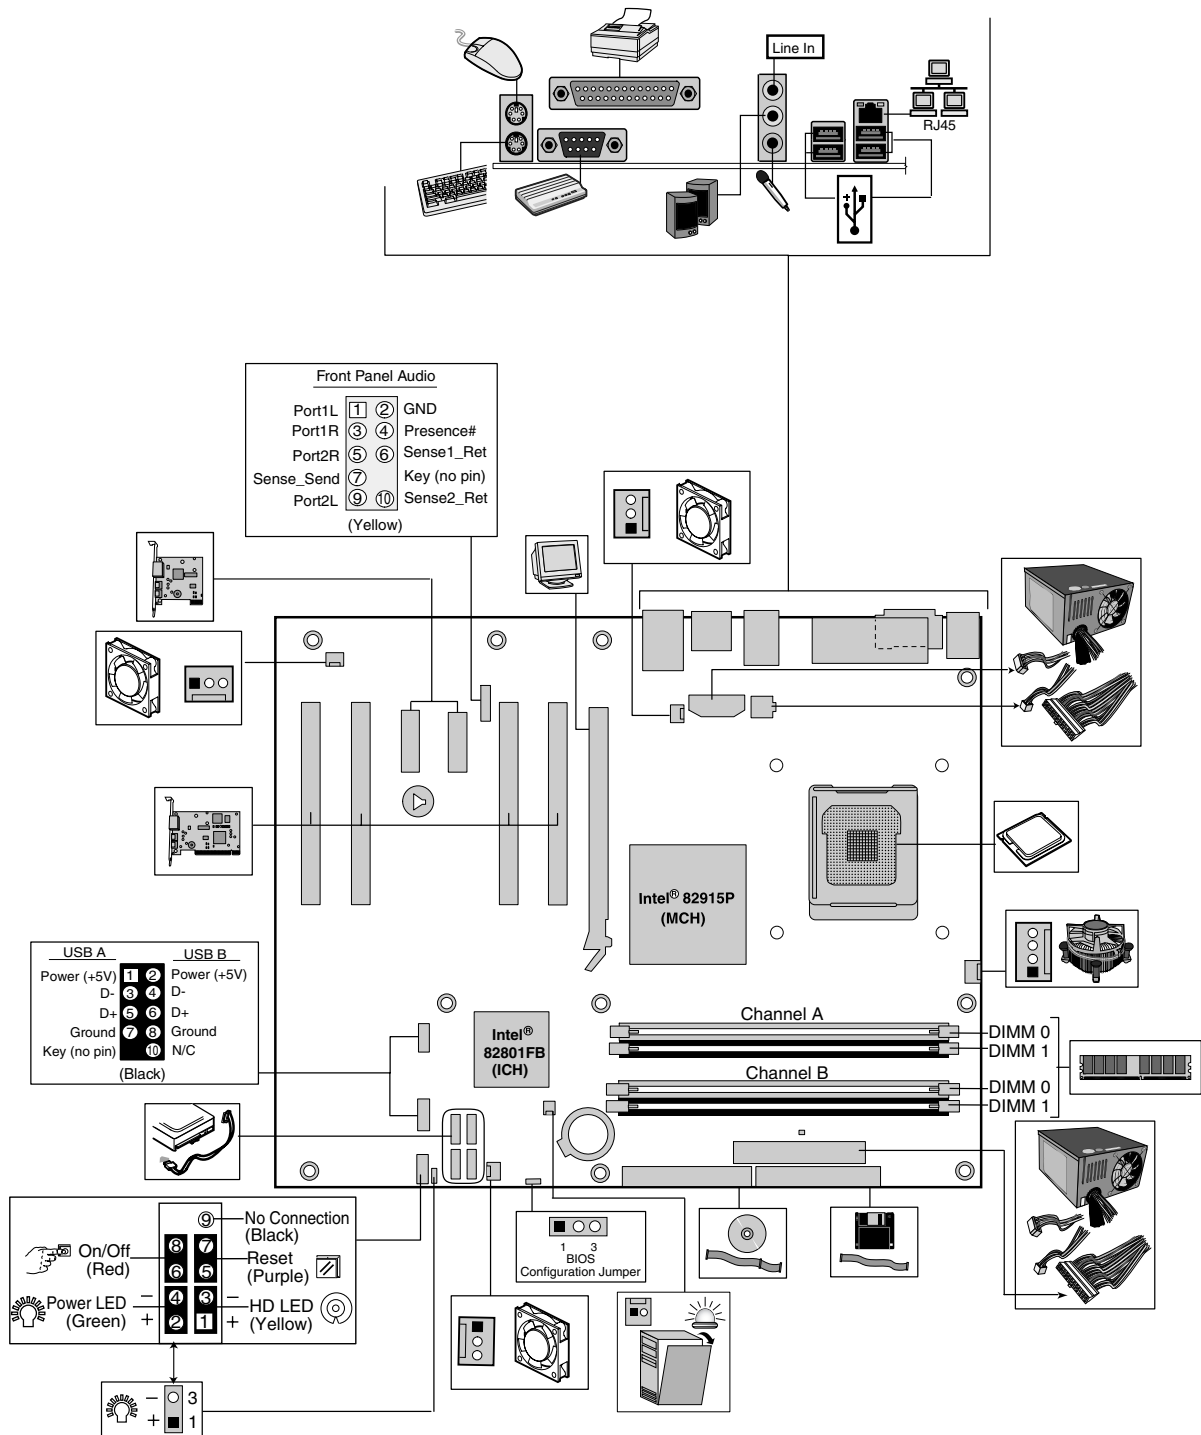 Line In
RJ45
Front Panel Audio
Port1L 1 2 GND
Port1R 3 4 Presence#
Port2R 5 6 Sense1_Ret
Sense_Send 7 Key (no pin)
Port2L 9 10 Sense2_Ret
(Yellow)
Intel® 82915P
(MCH)
USB A USB B
Power (+5V) 1 2 Power (+5V)
D- 3 4 D-
D+ 5 6 D+
Ground 7 8 Ground
Key (no pin) 10 N/C
(Black)
Intel®
82801FB
(ICH)
Channel A
DIMM 0
DIMM 1
Channel B
DIMM 0
DIMM 1
9 No Connection
(Black)
On/Off
(Red)
8 7
6 5
Reset
(Purple)
Power LED
(Green)
- 4 3 -
+ 2 1 +
HD LED
(Yellow)
1 3
BIOS
Configuration Jumper
- 3
+ 1